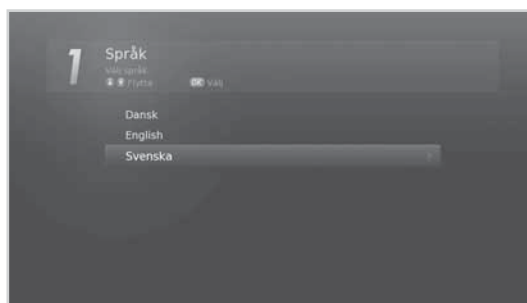 1
Språk
Välj språk
Flytta OK Välj
Dansk
English
Svenska